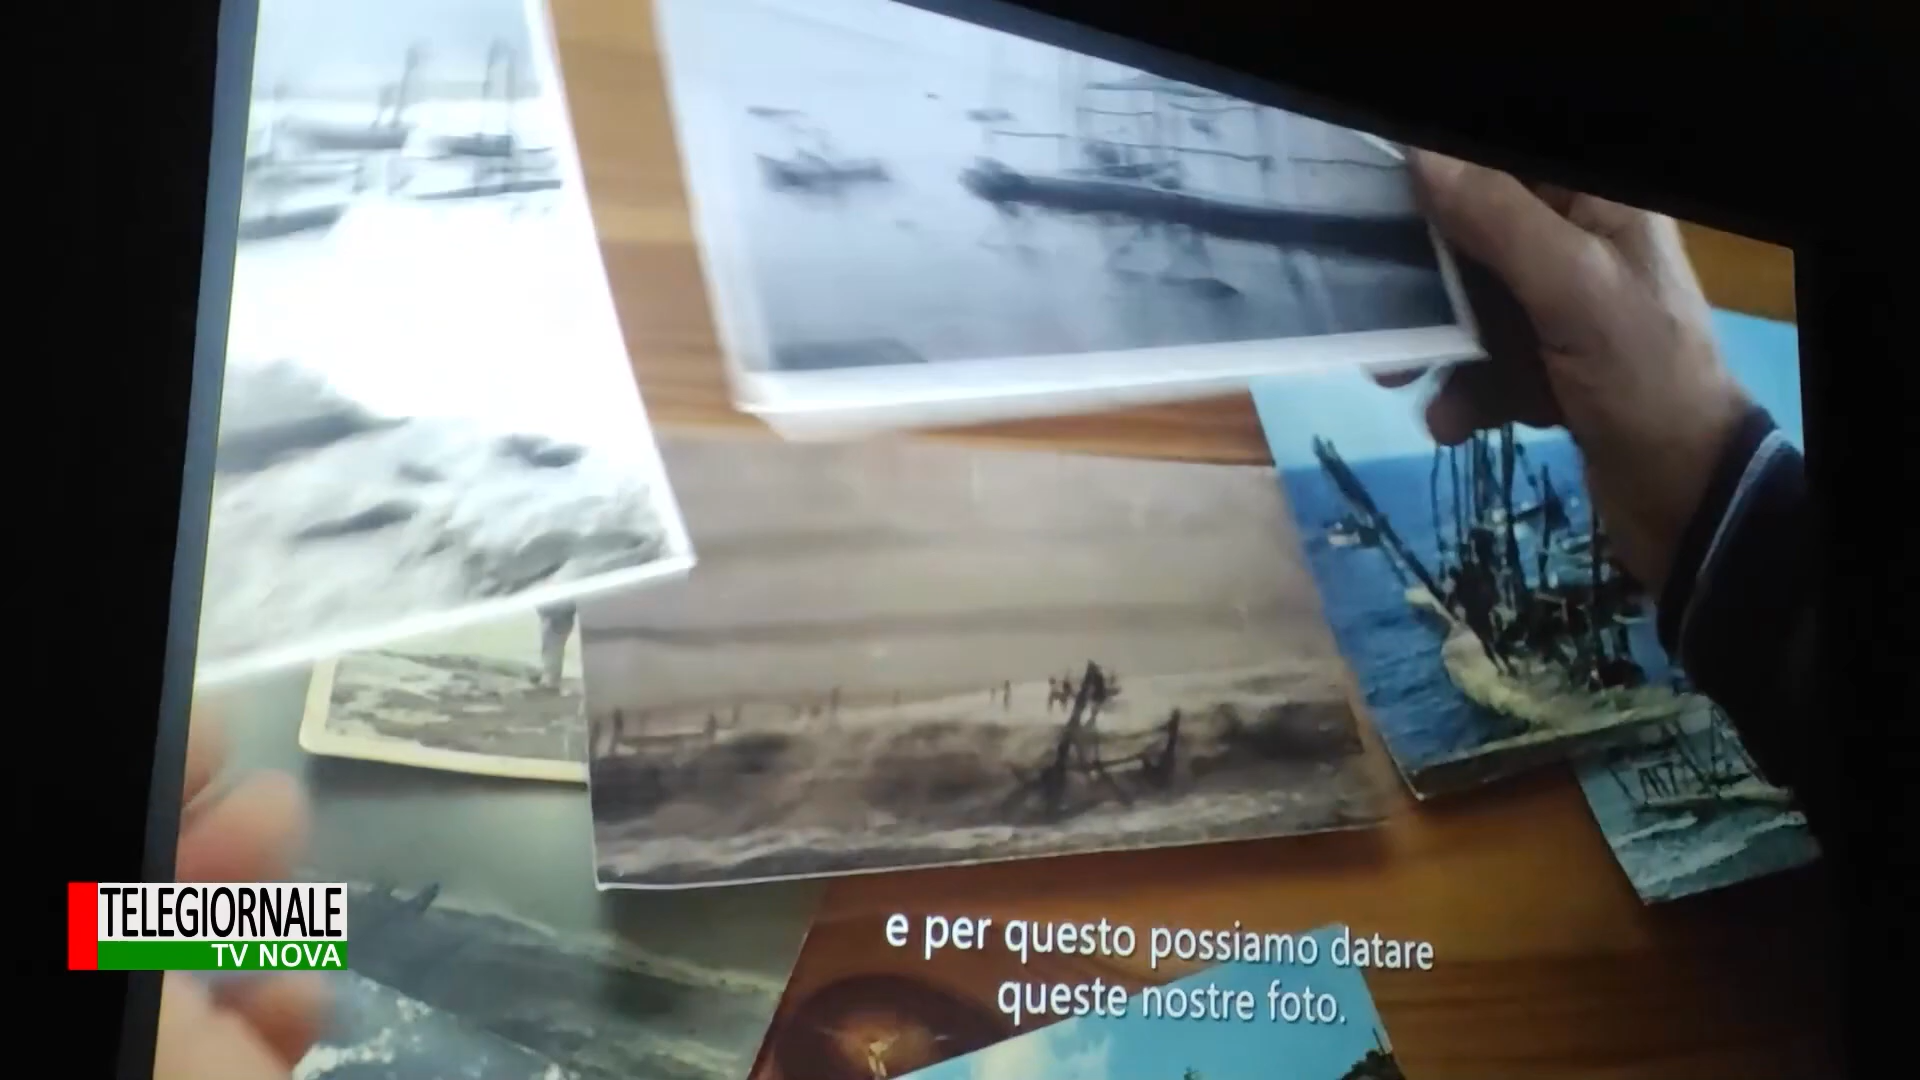 TELEGIORNALE
TV NOVA
e per questo possiamo datare
queste nostre foto.